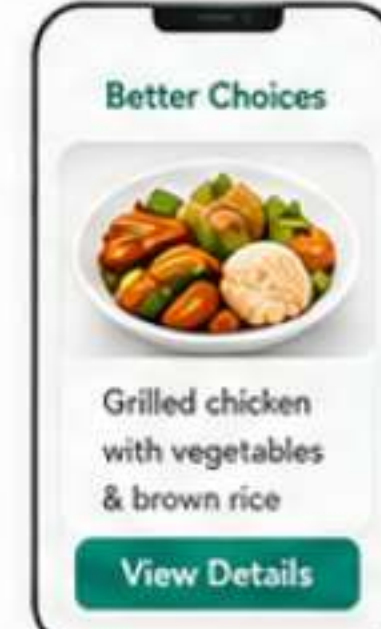 Better Choices
Grilled chicken
with vegetables
& brown rice
View Details